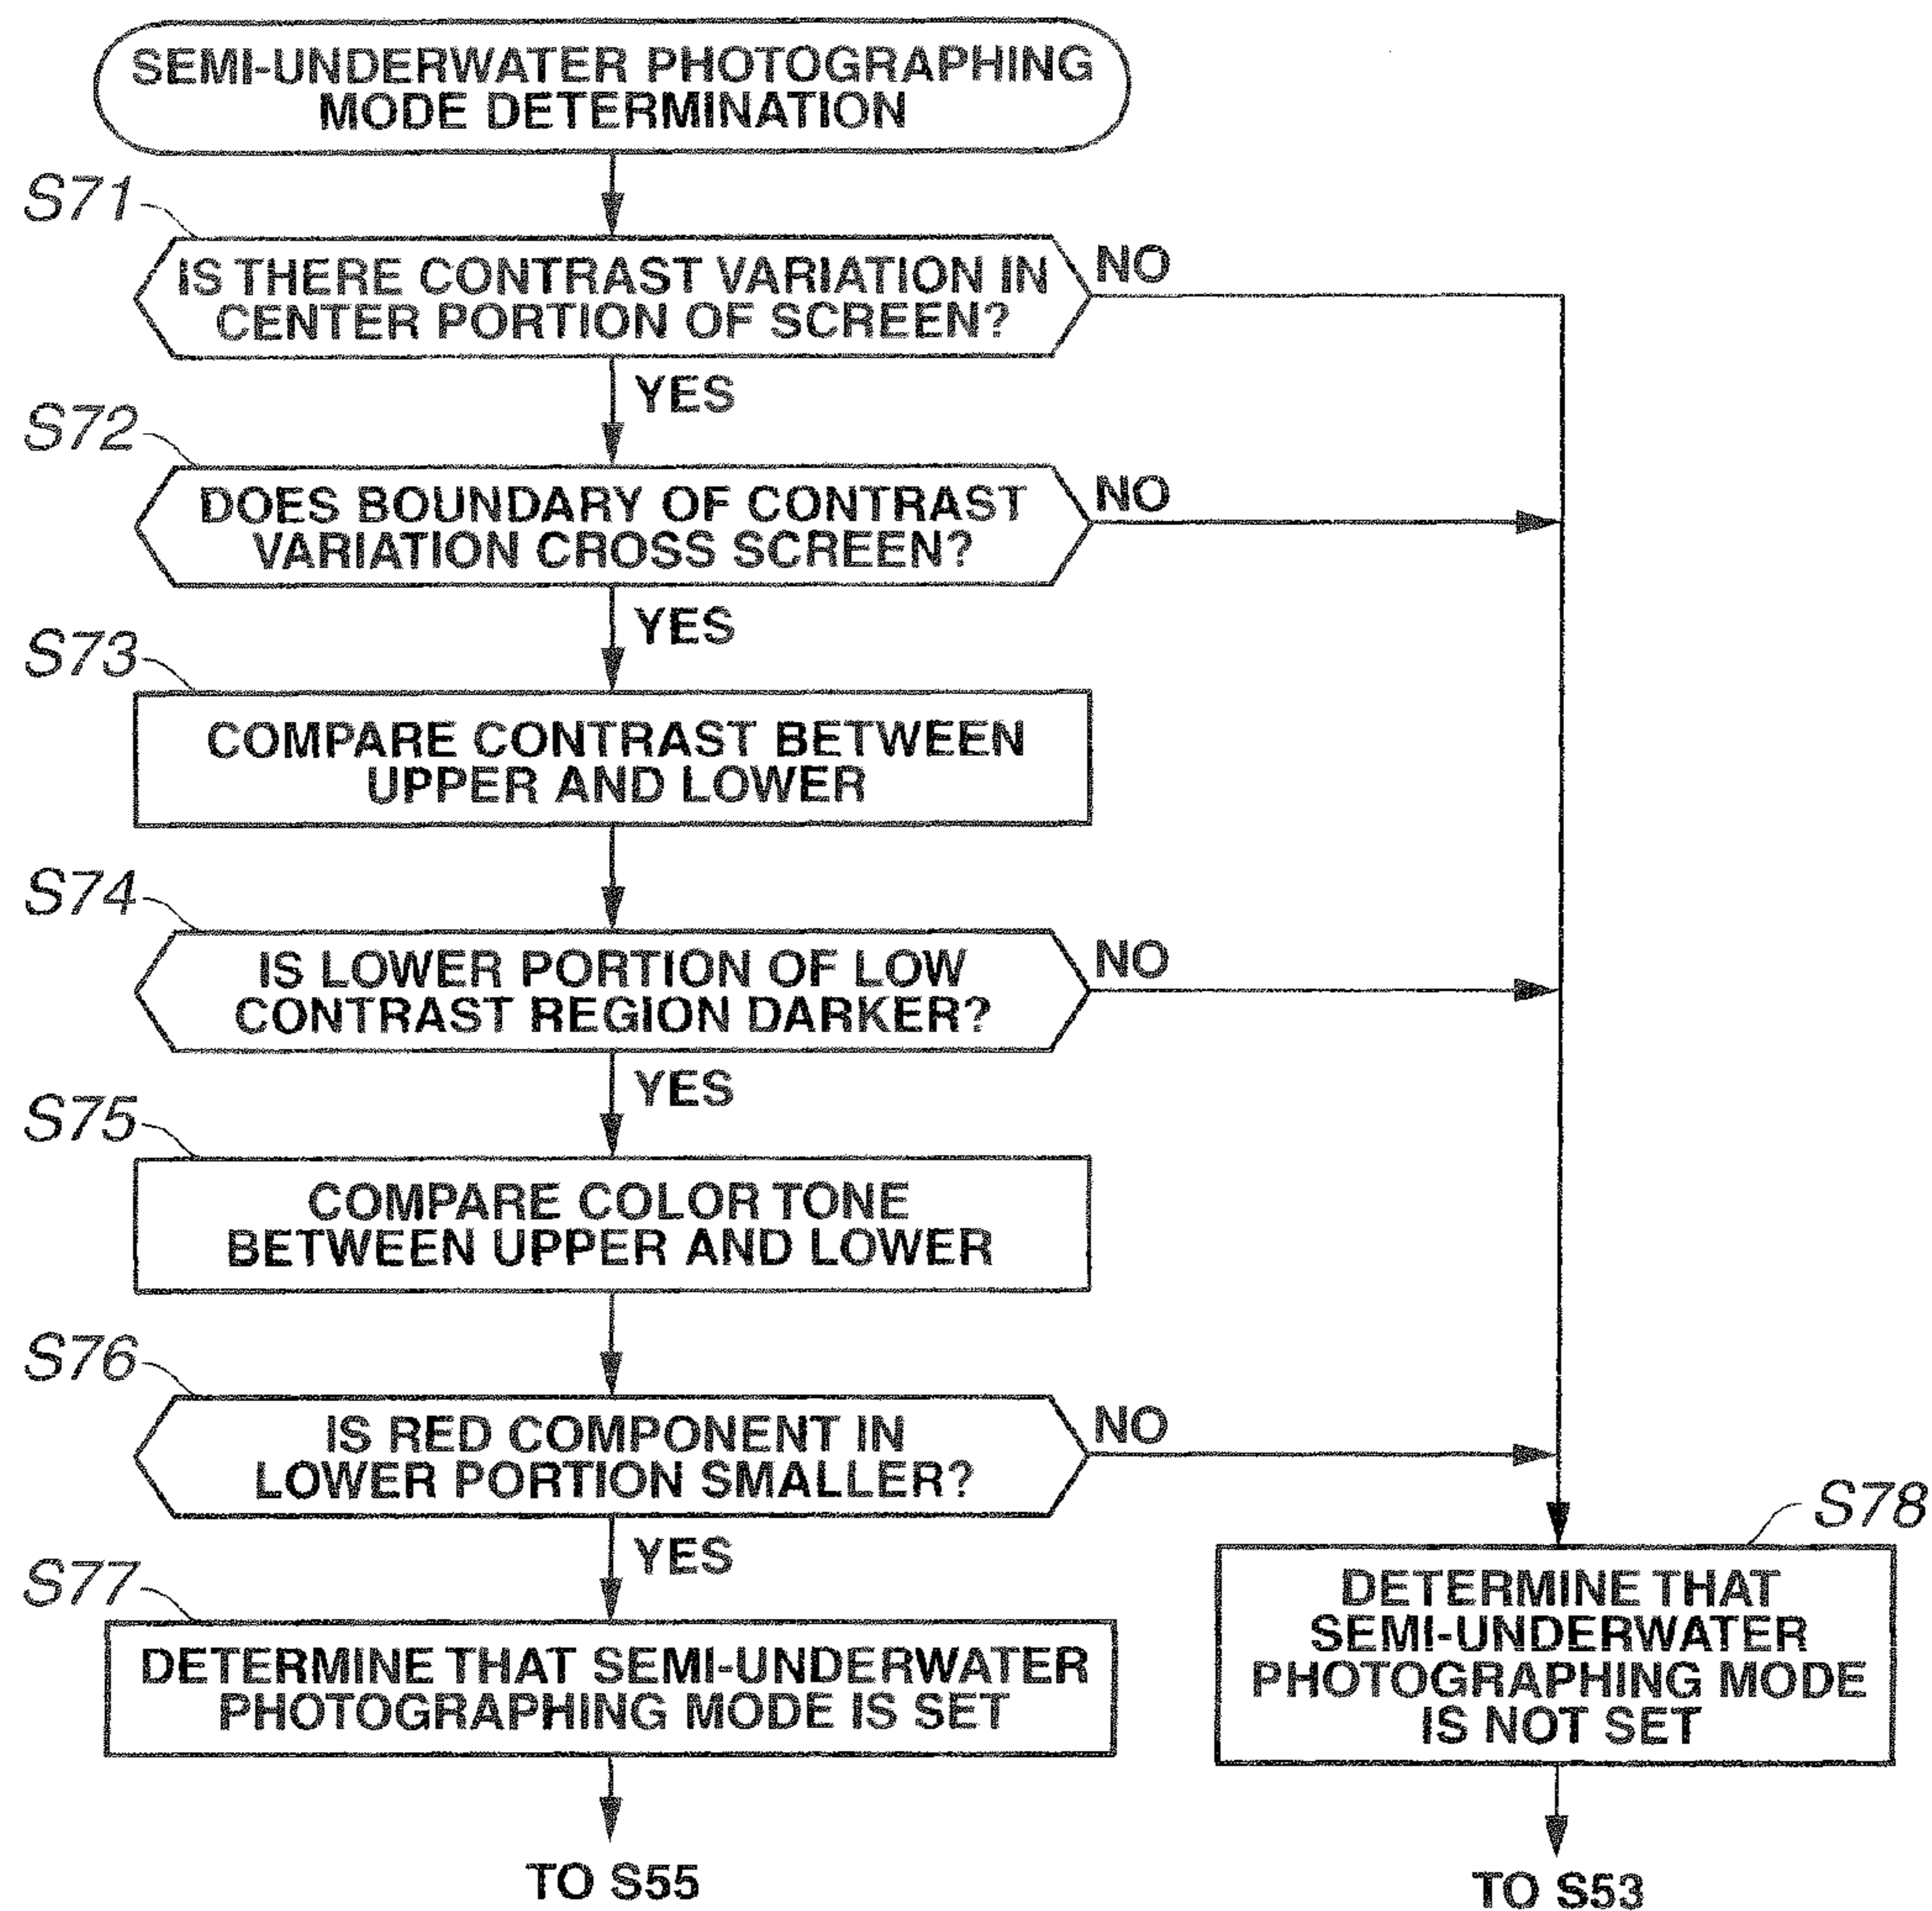 SEMI-UNDERWATER PHOTOGRAPHING
MODE DETERMINATION
S71
IS THERE CONTRAST VARIATION IN
CENTER PORTION OF SCREEN?
NO
YES
S72
DOES BOUNDARY OF CONTRAST
VARIATION CROSS SCREEN?
NO
YES
S73
COMPARE CONTRAST BETWEEN
UPPER AND LOWER
S74
IS LOWER PORTION OF LOW
CONTRAST REGION DARKER?
NO
YES
S75
COMPARE COLOR TONE
BETWEEN UPPER AND LOWER
S76
IS RED COMPONENT IN
LOWER PORTION SMALLER?
NO
YES
S77
DETERMINE THAT SEMI-UNDERWATER
PHOTOGRAPHING MODE IS SET
TO S55
S78
DETERMINE THAT
SEMI-UNDERWATER
PHOTOGRAPHING MODE
IS NOT SET
TO S53